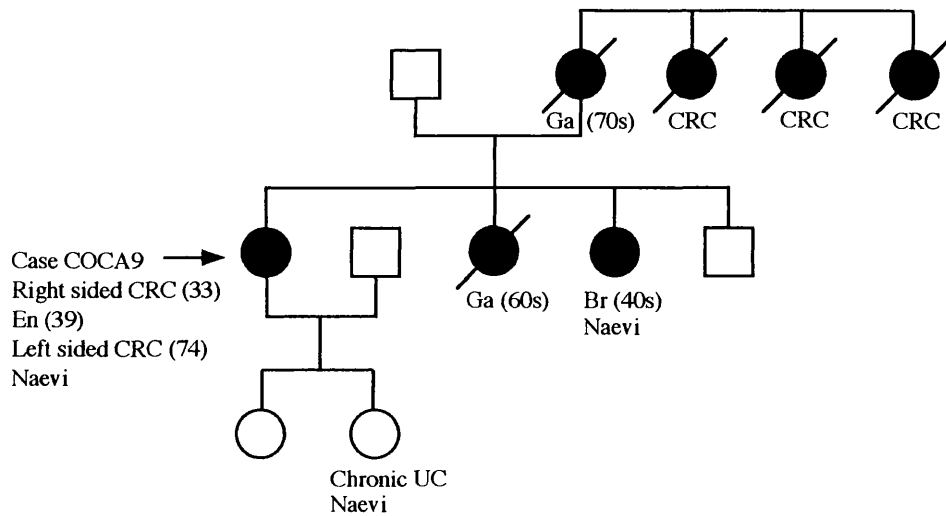 Ga (70s)
CRC
CRC
CRC
Case COCA9
Right sided CRC (33)
En (39)
Left sided CRC (74)
Naevi
Ga (60s)
Br (40s)
Naevi
Chronic UC
Naevi